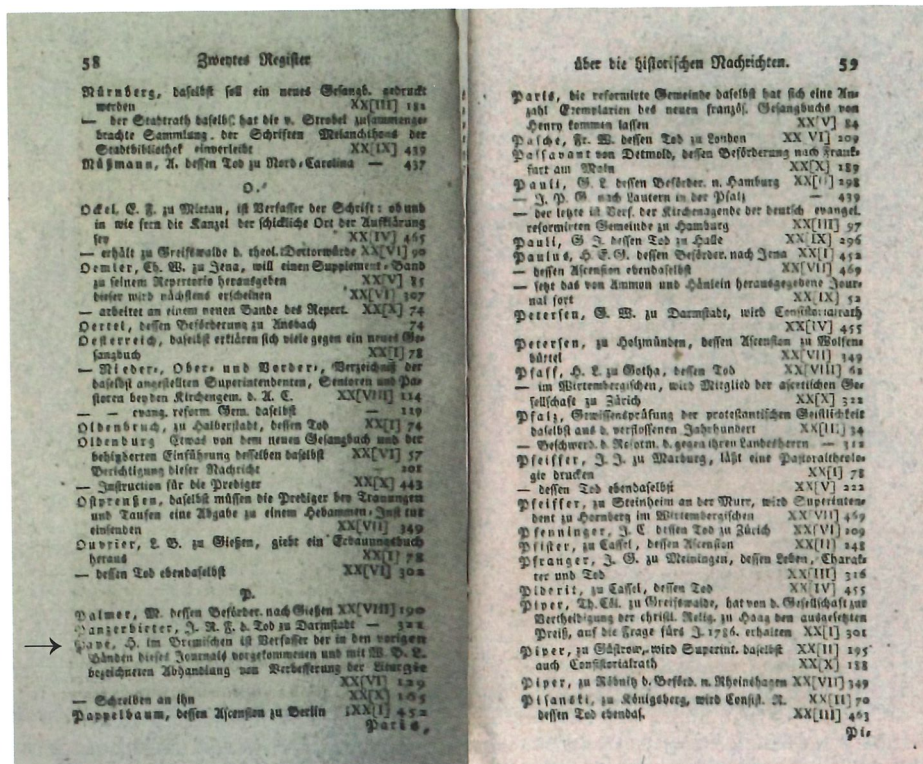 58 Zweytes Register
Nürnberg, daselbst soll ein neues Gesangb. gedruckt
werden XX[III] 182
— der Stadtrath daselbst hat die v. Strobel zusammenge-
brachte Sammlung der Schriften Melanchthons der
Stadtbibliothek einverleibt XX[IX] 439
Nüßmann, A. dessen Tod zu Nord-Carolina — 437
O.
Ockel, E. F. zu Mietau, ist Verfasser der Schrift: ob und
in wie fern die Kanzel der schickliche Ort der Aufklärung
sey XX[IV] 465
— erhält zu Greifswalde d. theol. Doctorwürde XX[VI] 90
Oemler, Ch. W. zu Jena, will einen Supplement-Band
zu seinem Repertorio herausgeben XX[V] 85
dieser wird nächstens erscheinen XX[VI] 307
— arbeitet an einem neuen Bande des Repert. XX[X] 74
Oertel, dessen Beförderung zu Ansbach 74
Oesterreich, daselbst erklären sich viele gegen ein neues Ge-
sangbuch XX[I] 78
— Nieder-, Ober- und Vorder-, Verzeichniß der
daselbst angestellten Superintendenten, Senioren und Pa-
storen beyden Kirchengem. d. A. C. XX[VIII] 114
— — evang. reform. Gem. daselbst — 119
Oldenbruch, zu Halberstadt, dessen Tod XX[I] 74
Oldenburg Etwas von dem neuen Gesangbuch und der
behinderten Einführung desselben daselbst XX[VI] 57
Berichtigung dieser Nachricht 201
— Instruction für die Prediger XX[X] 443
Ostpreußen, daselbst müssen die Prediger bey Trauungen
und Taufen eine Abgabe zu einem Hebammen-Institut
einsenden XX[VII] 349
Ouvrier, L. B. zu Gießen, giebt ein Erbauungsbuch
heraus XX[I] 78
— dessen Tod ebendaselbst XX[VI] 302
P.
Palmer, M. dessen Beförder. nach Gießen XX[VIII] 190
Panzerbieter, J. R. F. d. Tod zu Darmstadt — 322
→ Pape, H. im Bremischen ist Verfasser der in den vorigen
Bänden dieses Journals vorgekommenen und mit W. B. L.
bezeichneten Abhandlung von Verbesserung der Liturgie
XX[VI] 129
— Schreiben an ihn XX[X] 105
Pappelbaum, dessen Ascension zu Berlin XX[I] 452
Paris,
über die historischen Nachrichten. 59
Paris, die reformirte Gemeinde daselbst hat sich eine An-
zahl Exemplarien des neuen französ. Gesangbuchs von
Henry kommen lassen XX[V] 84
Pasche, Fr. W. dessen Tod zu London XX[VI] 209
Passavant von Detmold, dessen Beförderung nach Frank-
furt am Mayn XX[X] 189
Pauli, G. L. dessen Beförder. n. Hamburg XX[II] 298
— J. P. G. nach Lautern in der Pfalz — 439
— der letzte ist Verf. der Kirchenagende der deutsch evangel.
reformirten Gemeinde zu Hamburg XX[III] 97
Pauli, G. J. dessen Tod zu Halle XX[IX] 296
Paulus, H. E. G. dessen Beförder. nach Jena XX[I] 452
— dessen Ascension ebendaselbst XX[VII] 469
— setzt das von Ammon und Hänlein herausgegebene Jour-
nal fort XX[IX] 52
Petersen, G. W. zu Darmstadt, wird Consistorialrath
XX[IV] 455
Petersen, zu Holzmünden, dessen Ascension zu Wolfen-
büttel XX[VII] 349
Pfaff, H. L. zu Gotha, dessen Tod XX[VIII] 62
— im Wirtembergischen, wird Mitglied der ascetischen Ge-
sellschaft zu Zürich XX[X] 322
Pfalz, Gewissensprüfung der protestantischen Geistlichkeit
daselbst aus d. verflossenen Jahrhundert XX[II] 34
— Beschwerd. d. Reform. d. gegen ihren Landesherrn — 312
Pfeiffer, J. J. zu Marburg, läßt eine Pastoraltheolo-
gie drucken XX[I] 78
— dessen Tod ebendaselbst XX[V] 222
Pfeiffer, zu Steinheim an der Murr, wird Superinten-
dent zu Hornberg im Wirtembergischen XX[VII] 469
Pfenninger, J. C. dessen Tod zu Zürich XX[VI] 109
Pfister, zu Cassel, dessen Ascension XX[II] 248
Pfranger, J. G. zu Meiningen, dessen Leben, Charak-
ter und Tod XX[III] 316
Piderit, zu Cassel, dessen Tod XX[IV] 455
Piper, Th. Cöl. zu Greifswalde, hat von d. Gesellschaft zur
Vertheidigung der christl. Relig. zu Haag den ausgesetzten
Preiß, auf die Frage fürs J. 1786. erhalten XX[I] 301
Piper, zu Güstrow, wird Superint. daselbst XX[II] 295
auch Consistorialrath XX[X] 188
Piper, zu Röbnitz d. Beförd. n. Rheinshagen XX[VII] 349
Pisanski, zu Königsberg, wird Consist. R. XX[II] 70
dessen Tod ebendas. XX[III] 463
Pi-